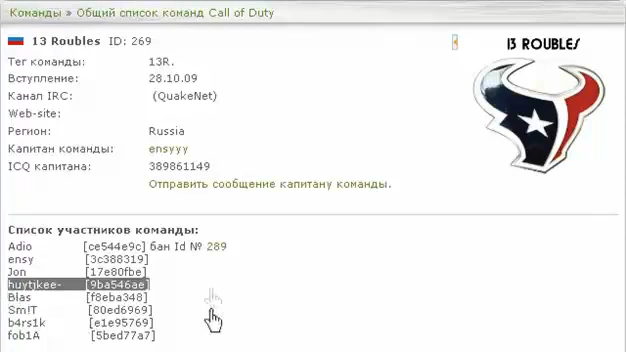 Команды » Общий список команд Call of Duty
13 Roubles ID: 269
13 ROUBLES
Тег команды: 13R.
Вступление: 28.10.09
Канал IRC: (QuakeNet)
Web-site:
Регион: Russia
Капитан команды: ensyyy
ICQ капитана: 389861149
Отправить сообщение капитану команды.
Список участников команды:
Adio [ce544e9c] бан Id № 289
ensy [3c388319]
Jon [17e80fbe]
huytjkee- [9ba546ae]
Blas [f8eba348]
Sm!T [80ed6969]
b4rs1k [e1e95769]
fob1A [5bed77a7]